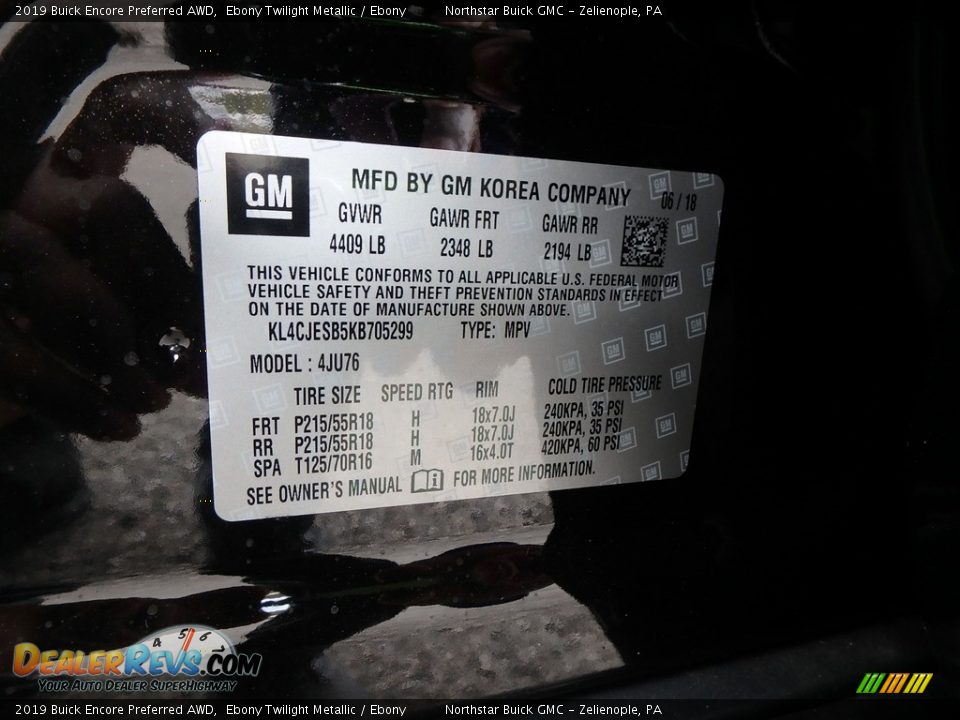 2019 Buick Encore Preferred AWD, Ebony Twilight Metallic / Ebony Northstar Buick GMC - Zelienople, PA
GM
MFD BY GM KOREA COMPANY 06 / 18
GVWR GAWR FRT GAWR RR
4409 LB 2348 LB 2194 LB
THIS VEHICLE CONFORMS TO ALL APPLICABLE U.S. FEDERAL MOTOR
VEHICLE SAFETY AND THEFT PREVENTION STANDARDS IN EFFECT
ON THE DATE OF MANUFACTURE SHOWN ABOVE.
KL4CJESB5KB705299 TYPE: MPV
MODEL : 4JU76
TIRE SIZE SPEED RTG RIM COLD TIRE PRESSURE
FRT P215/55R18 H 18x7.0J 240KPA, 35 PSI
RR P215/55R18 H 18x7.0J 240KPA, 35 PSI
SPA T125/70R16 M 16x4.0T 420KPA, 60 PSI
SEE OWNER'S MANUAL FOR MORE INFORMATION.
4 5 6
DEALERREVS.COM
Your Auto Dealer SuperHighway
2019 Buick Encore Preferred AWD, Ebony Twilight Metallic / Ebony Northstar Buick GMC - Zelienople, PA